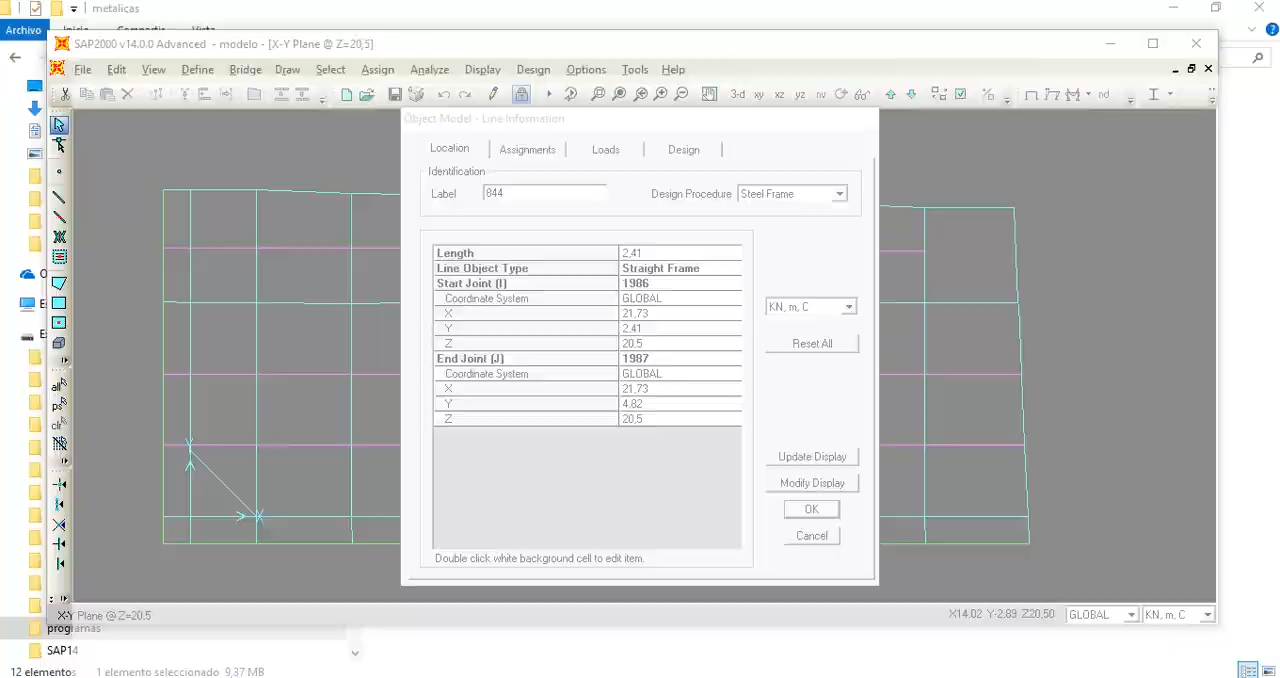 metalicas
Archivo
SAP2000 v14.0.0 Advanced - modelo - [X-Y Plane @ Z=20,5]
File Edit View Define Bridge Draw Select Assign Analyze Display Design Options Tools Help
3-d xy xz yz nv nd
Object Model - Line Information
Location Assignments Loads Design
Identification
Label 844 Design Procedure Steel Frame
Length 2,41
Line Object Type Straight Frame
Start Joint (I) 1986
Coordinate System GLOBAL
X 21,73
Y 2,41
Z 20.5
End Joint (J) 1987
Coordinate System GLOBAL
X 21,73
Y 4,82
Z 20,5
KN, m, C
Reset All
Update Display
Modify Display
OK
Cancel
Double click white background cell to edit item.
all
ps
clr
Y
X
X-Y Plane @ Z=20.5 X14,02 Y-2,89 Z20,50 GLOBAL KN, m, C
programas
SAP14
12 elementos 1 elemento seleccionado 9,37 MB